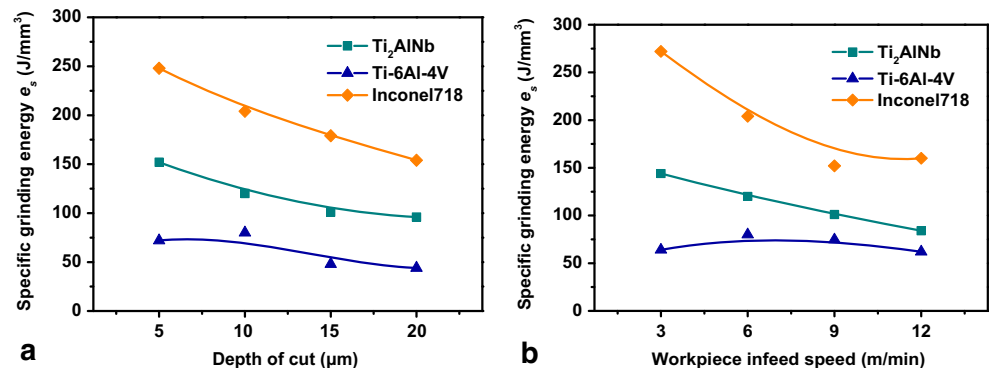 300
250
200
150
100
50
0
Specific grinding energy eₛ (J/mm³)
Ti₂AlNb
Ti-6Al-4V
Inconel718
5 10 15 20
Depth of cut (μm)
a
300
250
200
150
100
50
0
Specific grinding energy eₛ (J/mm³)
Ti₂AlNb
Ti-6Al-4V
Inconel718
3 6 9 12
Workpiece infeed speed (m/min)
b